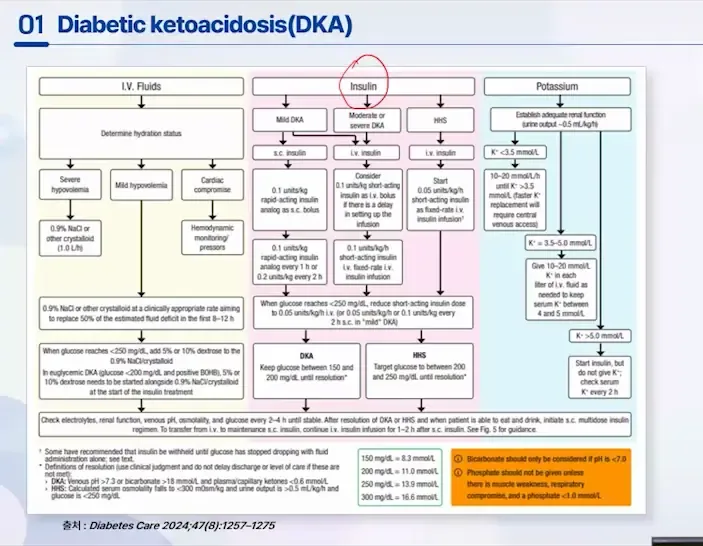 01 Diabetic ketoacidosis(DKA)
I.V. Fluids
Determine hydration status
Severe
hypovolemia
Mild hypovolemia
Cardiac
compromise
0.9% NaCl or
other crystalloid
(1.0 L/h)
Hemodynamic
monitoring/
pressors
0.9% NaCl or other crystalloid at a clinically appropriate rate aiming
to replace 50% of the estimated fluid deficit in the first 8–12 h
When glucose reaches <250 mg/dL, add 5% or 10% dextrose to the
0.9% NaCl/crystalloid
In euglycemic DKA (glucose <200 mg/dL and positive BOHB), 5% or
10% dextrose needs to be started alongside 0.9% NaCl/crystalloid
at the start of the insulin treatment
Insulin
Mild DKA
Moderate or
severe DKA
HHS
s.c. insulin
i.v. insulin
i.v. insulin
0.1 units/kg
rapid-acting insulin
analog as s.c. bolus
Consider
0.1 units/kg short-acting
insulin as i.v. bolus
if there is a delay
in setting up the
infusion
Start
0.05 units/kg/h
short-acting insulin
as fixed-rate i.v.
insulin infusion†
0.1 units/kg
rapid-acting insulin
analog every 1 h or
0.2 units/kg every 2 h
0.1 units/kg/h
short-acting insulin
i.v. fixed-rate i.v.
insulin infusion
When glucose reaches <250 mg/dL, reduce short-acting insulin dose
to 0.05 units/kg/h i.v. (or 0.05 units/kg/h or 0.1 units/kg every
2 h s.c. in "mild" DKA)
DKA
Keep glucose between 150 and
200 mg/dL until resolution*
HHS
Target glucose to between 200
and 250 mg/dL until resolution*
Potassium
Establish adequate renal function
(urine output ~0.5 mL/kg/h)
K⁺ <3.5 mmol/L
10–20 mmol/L/h
until K⁺ >3.5
mmol/L (faster K⁺
replacement will
require central
venous access)
K⁺ = 3.5–5.0 mmol/L
Give 10–20 mmol/L
K⁺ in each
liter of i.v. fluid as
needed to keep
serum K⁺ between
4 and 5 mmol/L
K⁺ >5.0 mmol/L
Start insulin, but
do not give K⁺;
check serum
K⁺ every 2 h
Check electrolytes, renal function, venous pH, osmolality, and glucose every 2–4 h until stable. After resolution of DKA or HHS and when patient is able to eat and drink, initiate s.c. multidose insulin
regimen. To transfer from i.v. to maintenance s.c. insulin, continue i.v. insulin infusion for 1–2 h after s.c. insulin. See Fig. 5 for guidance.
† Some have recommended that insulin be withheld until glucose has stopped dropping with fluid
administration alone; see text.
* Definitions of resolution (use clinical judgment and do not delay discharge or level of care if these are
not met):
› DKA: Venous pH >7.3 or bicarbonate >18 mmol/L and plasma/capillary ketones <0.6 mmol/L
› HHS: Calculated serum osmolality falls to <300 mOsm/kg and urine output is >0.5 mL/kg/h and
glucose is <250 mg/dL
150 mg/dL = 8.3 mmol/L
200 mg/dL = 11.0 mmol/L
250 mg/dL = 13.9 mmol/L
300 mg/dL = 16.6 mmol/L
Bicarbonate should only be considered if pH is <7.0
Phosphate should not be given unless
there is muscle weakness, respiratory
compromise, and a phosphate <1.0 mmol/L
출처 : Diabetes Care 2024;47(8):1257–1275